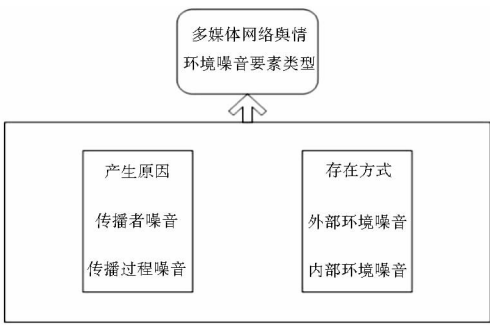 多媒体网络舆情
环境噪音要素类型
产生原因
传播者噪音
传播过程噪音
存在方式
外部环境噪音
内部环境噪音